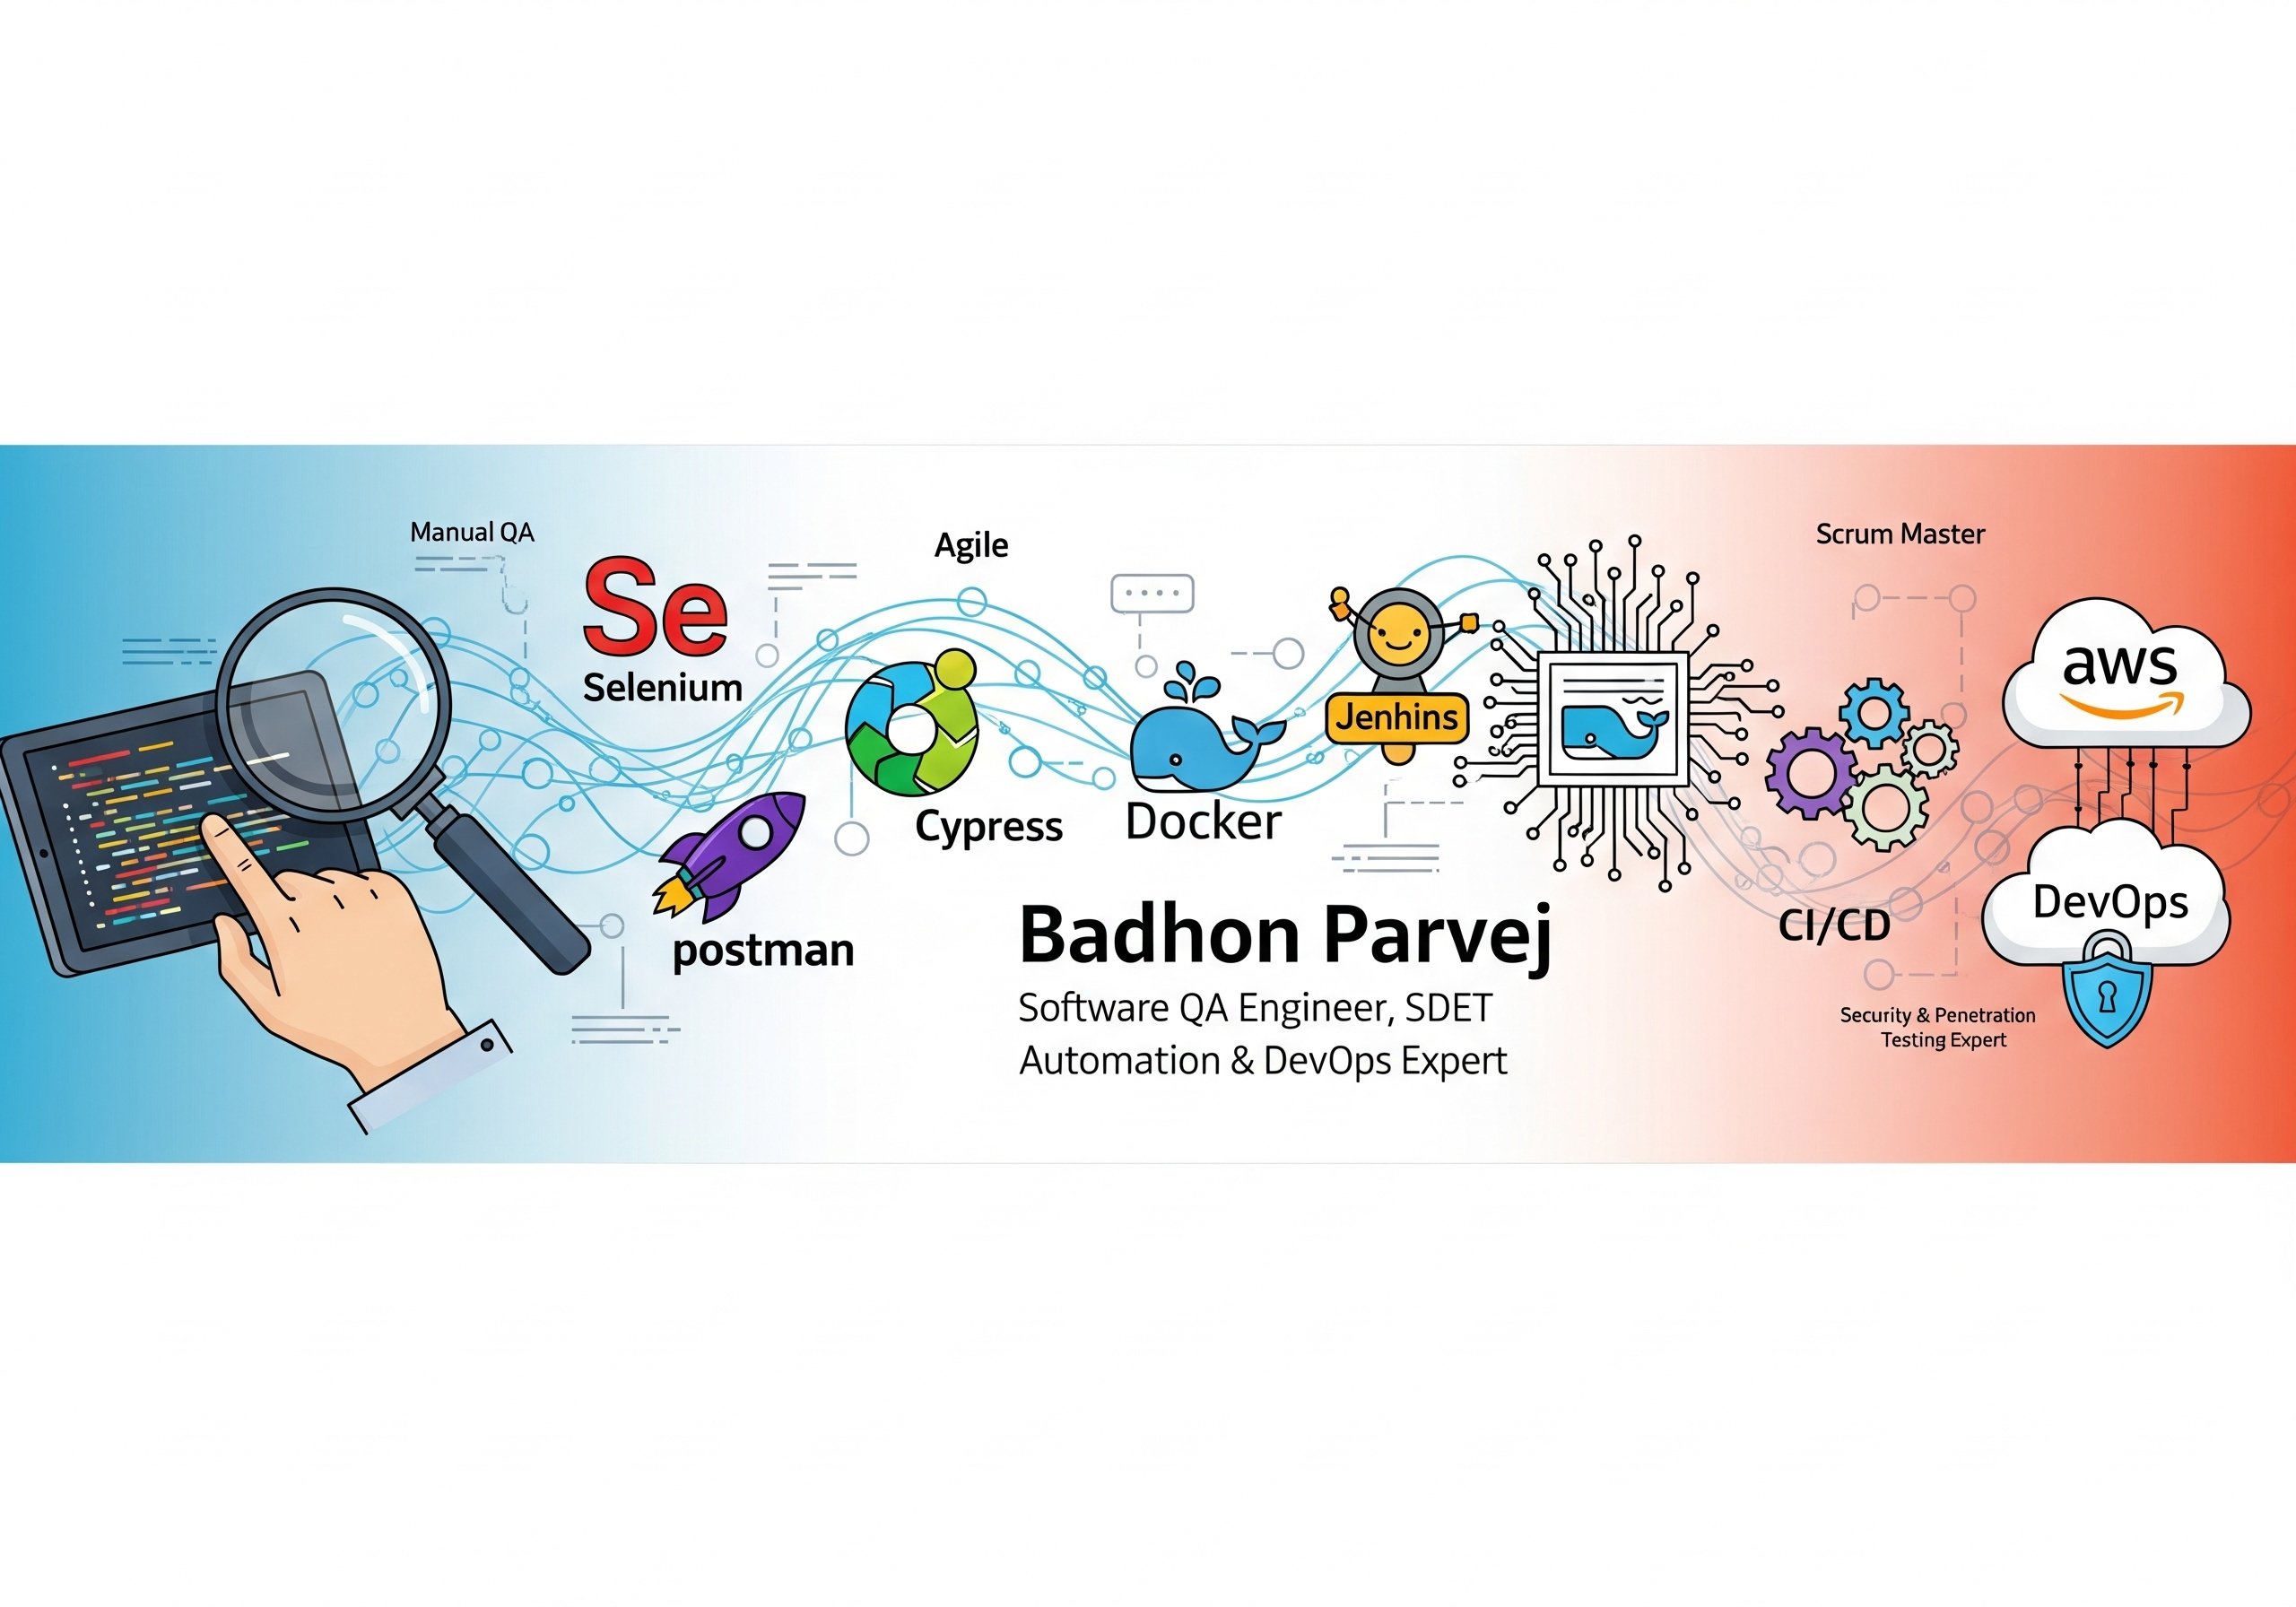 Manual QA
Se
Selenium
postman
Agile
Cypress
Docker
Jenhins
Badhon Parvej
Software QA Engineer, SDET
Automation & DevOps Expert
Scrum Master
CI/CD
aws
DevOps
Security & Penetration
Testing Expert